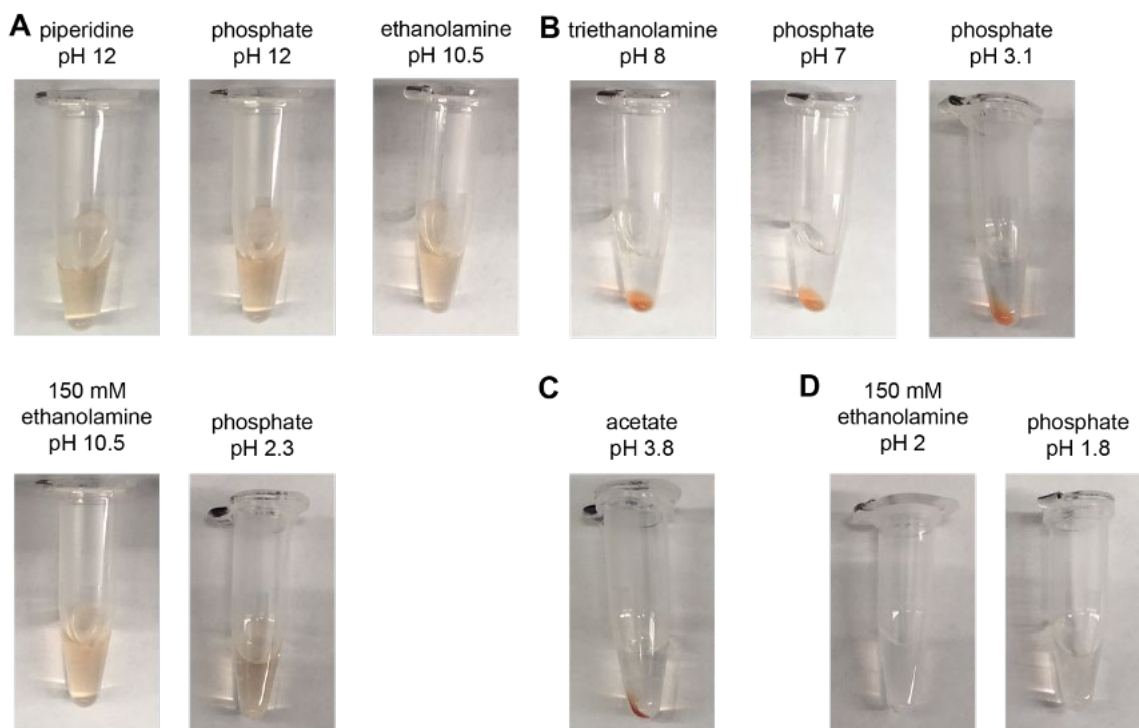 A
piperidine
pH 12
phosphate
pH 12
ethanolamine
pH 10.5
B
triethanolamine
pH 8
phosphate
pH 7
phosphate
pH 3.1
150 mM
ethanolamine
pH 10.5
phosphate
pH 2.3
C
acetate
pH 3.8
D
150 mM
ethanolamine
pH 2
phosphate
pH 1.8